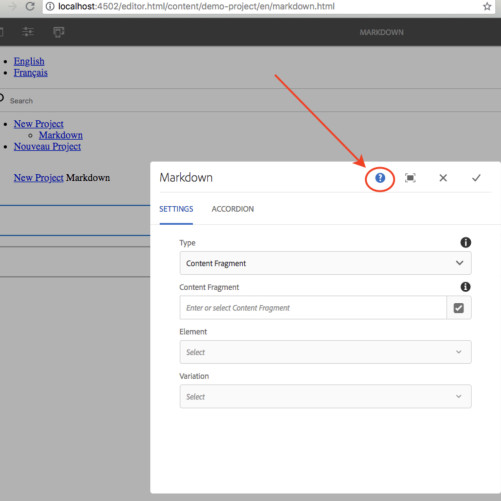 localhost:4502/editor.html/content/demo-project/en/markdown.html
MARKDOWN
English
Français
Search
New Project
Markdown
Nouveau Project
New Project Markdown
Markdown
SETTINGS ACCORDION
Type
Content Fragment
Content Fragment
Enter or select Content Fragment
Element
Select
Variation
Select